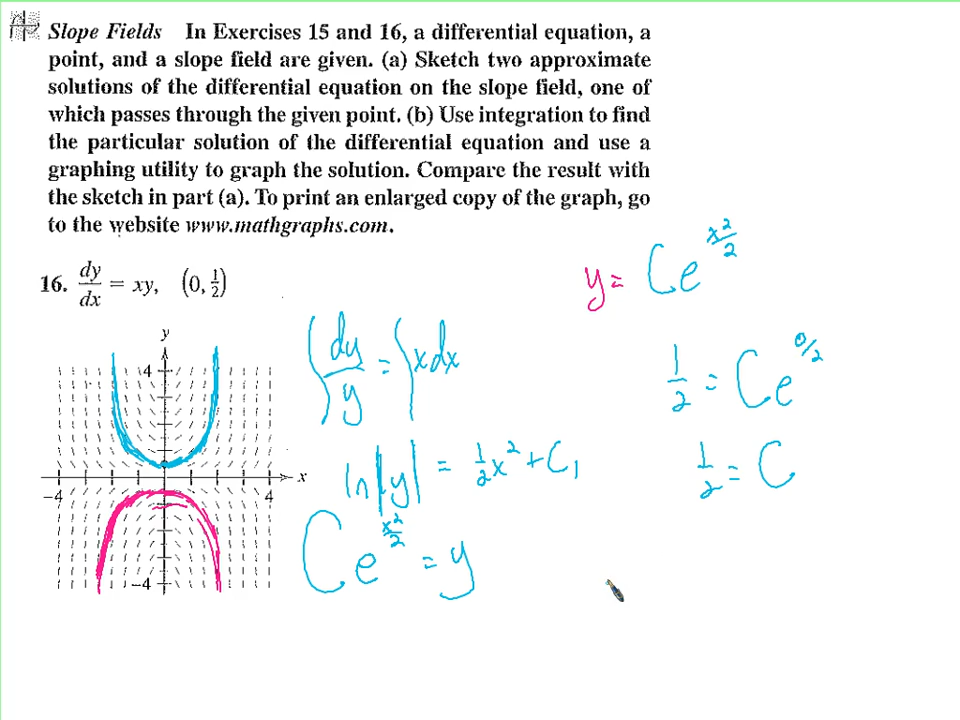 Slope Fields In Exercises 15 and 16, a differential equation, a
point, and a slope field are given. (a) Sketch two approximate
solutions of the differential equation on the slope field, one of
which passes through the given point. (b) Use integration to find
the particular solution of the differential equation and use a
graphing utility to graph the solution. Compare the result with
the sketch in part (a). To print an enlarged copy of the graph, go
to the website www.mathgraphs.com.
16. dy/dx = xy, (0, 1/2)
y
4
x
−4
4
−4
∫ dy/y = ∫ x dx
ln|y| = 1/2 x² + C₁
Ce^(x²/2) = y
y = Ce^(x²/2)
1/2 = Ce^(0/2)
1/2 = C